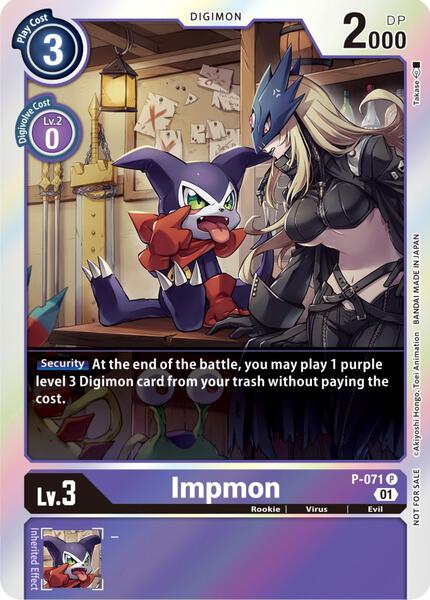 DIGIMON
Play Cost
3
2000
DP
Digivolve Cost
Lv.2
0
Takase
Security At the end of the battle, you may play 1 purple
level 3 Digimon card from your trash without paying the
cost.
©Akiyoshi Hongo, Toei Animation BANDAI MADE IN JAPAN
NOT FOR SALE
P-071 P
01
Lv.3
Impmon
Rookie | Virus | Evil
Inherited Effect
–